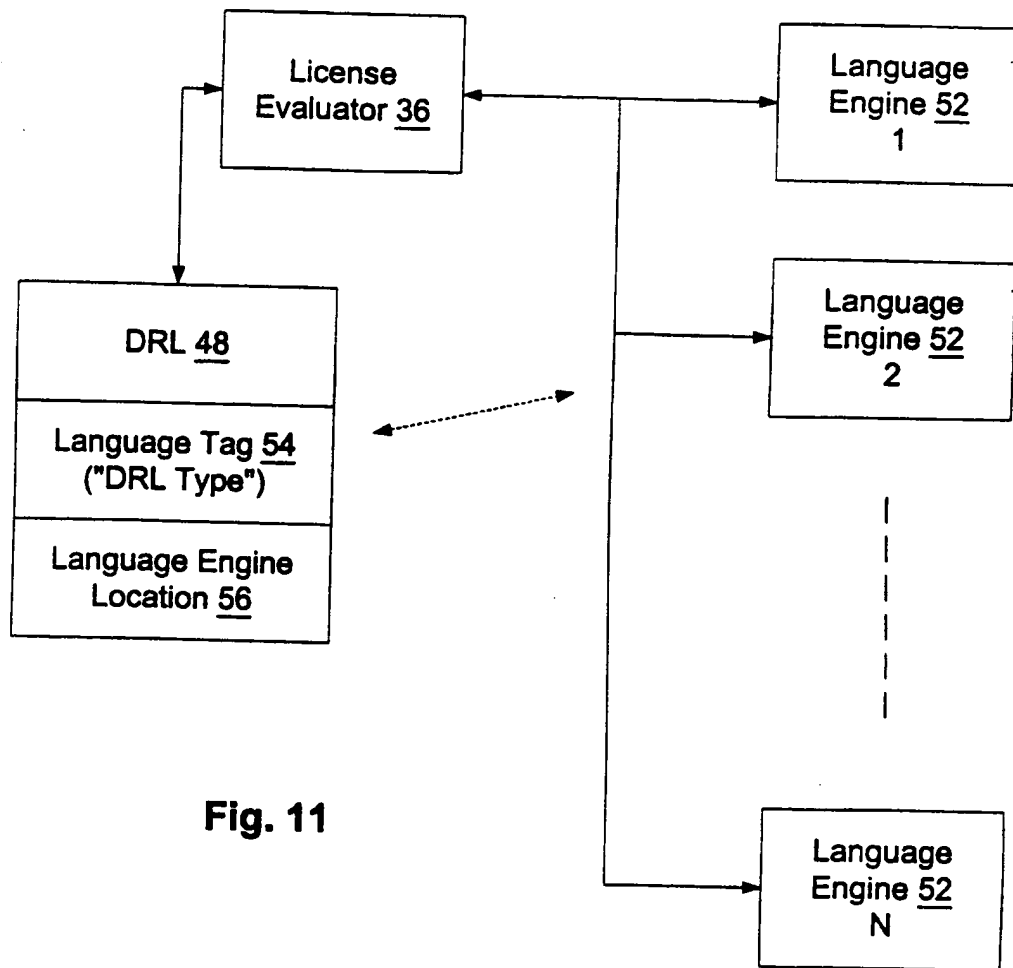 License
Evaluator 36
Language
Engine 52
1
Language
Engine 52
2
DRL 48
Language Tag 54
("DRL Type")
Language Engine
Location 56
Fig. 11
Language
Engine 52
N